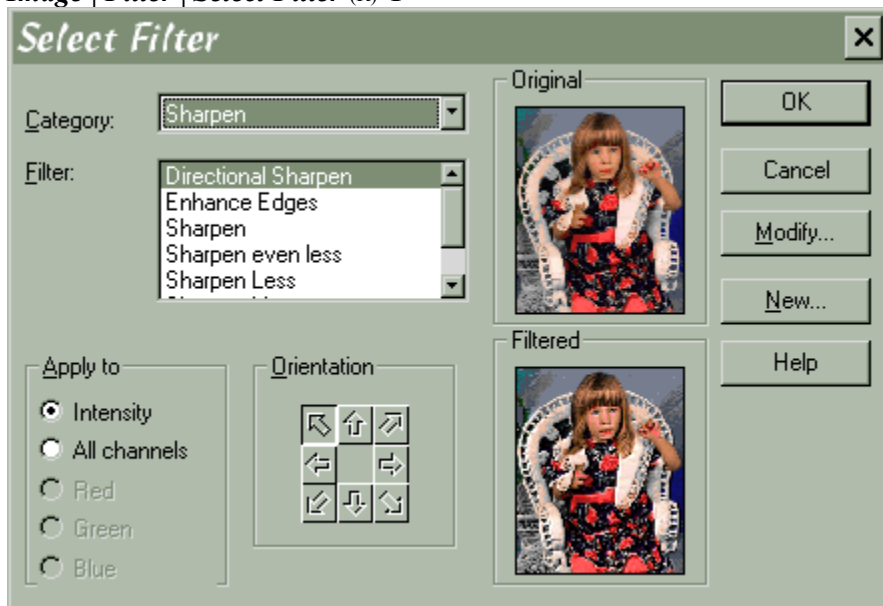 Select Filter
Category:
Sharpen
Filter:
Directional Sharpen
Enhance Edges
Sharpen
Sharpen even less
Sharpen Less
Apply to
Intensity
All channels
Red
Green
Blue
Orientation
Original
Filtered
OK
Cancel
Modify...
New...
Help